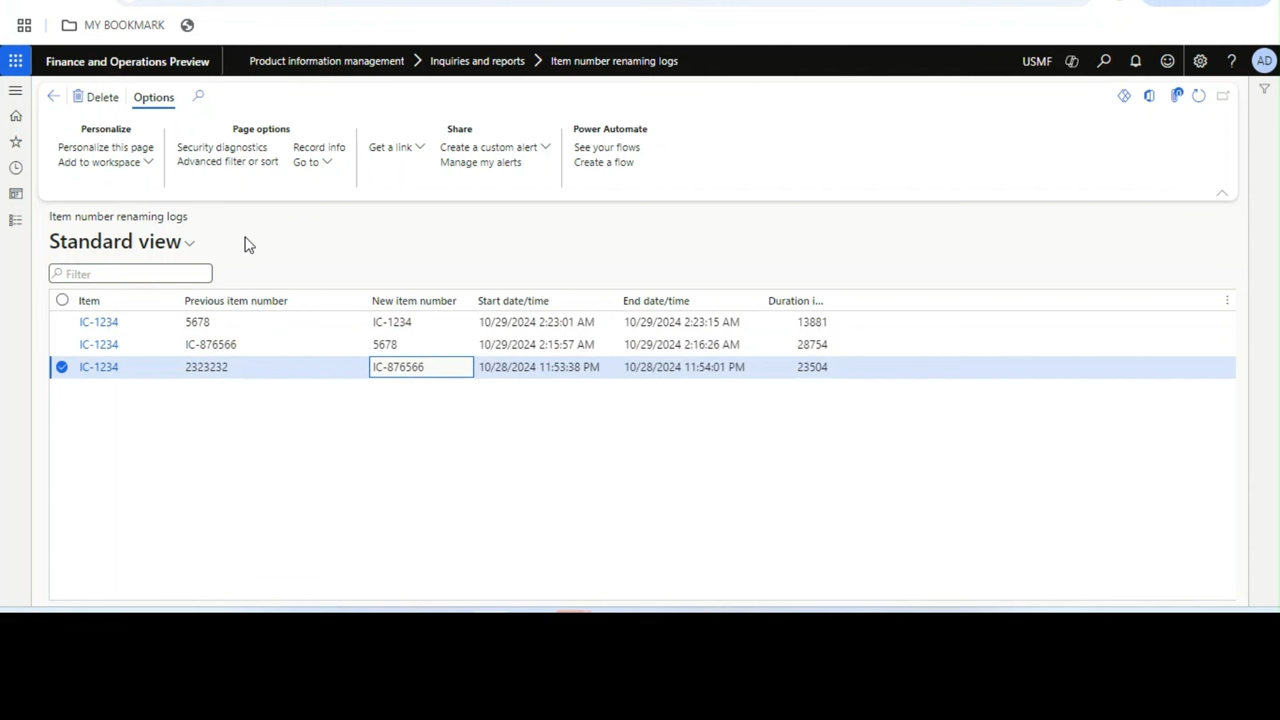 MY BOOKMARK
Finance and Operations Preview
Product information management
Inquiries and reports
Item number renaming logs
USMF
AD
Delete
Options
Personalize
Personalize this page
Add to workspace
Page options
Security diagnostics
Record info
Advanced filter or sort
Go to
Share
Get a link
Create a custom alert
Manage my alerts
Power Automate
See your flows
Create a flow
Item number renaming logs
Standard view
Filter
Item Previous item number New item number Start date/time End date/time Duration i...
IC-1234 5678 IC-1234 10/29/2024 2:23:01 AM 10/29/2024 2:23:15 AM 13881
IC-1234 IC-876566 5678 10/29/2024 2:15:57 AM 10/29/2024 2:16:26 AM 28754
IC-1234 2323232 IC-876566 10/28/2024 11:53:38 PM 10/28/2024 11:54:01 PM 23504